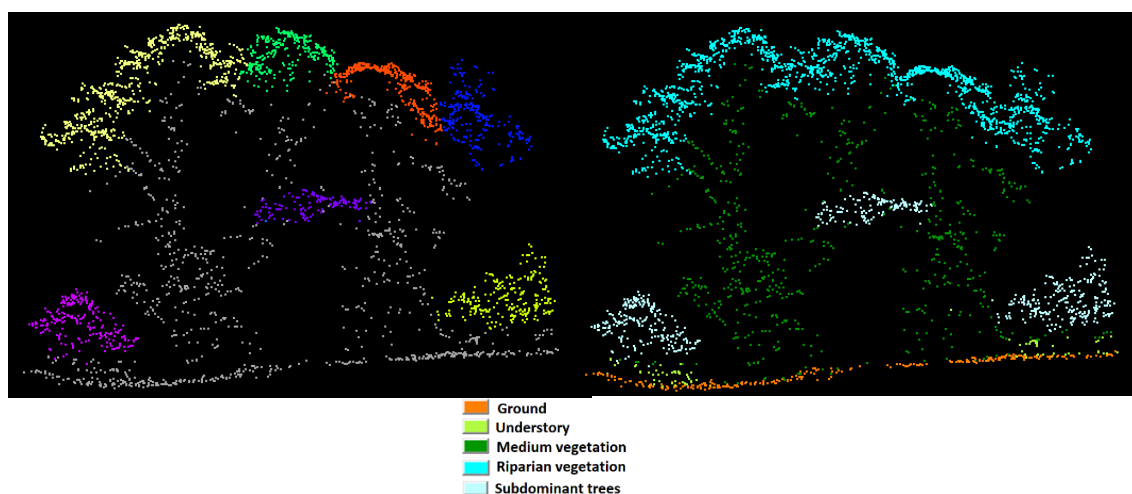 Ground
Understory
Medium vegetation
Riparian vegetation
Subdominant trees